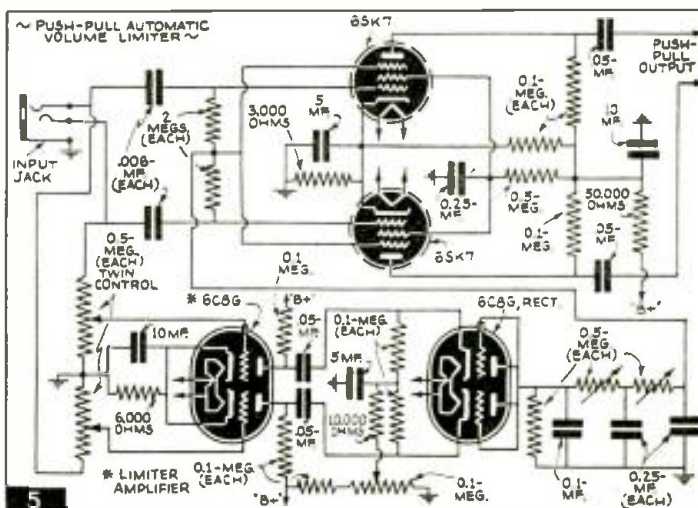 ~ PUSH-PULL AUTOMATIC
VOLUME LIMITER ~
6SK7
.05-
MF.
PUSH-
PULL
OUTPUT
INPUT
JACK
.008-
MF.
(EACH)
2
MEGS.
(EACH)
3,000
OHMS
5
MF.
0.1-
MEG.
(EACH)
10
MF.
0.25-
MF.
0.5-
MEG.
0.1-
MEG.
50,000
OHMS
.05-
MF.
"B+"
6SK7
0.5-
MEG.
(EACH)
TWIN
CONTROL
* 6C8G
0.1
MEG.
"B+"
.05-
MF.
0.1-MEG.
(EACH)
6C8G, RECT.
0.5-
MEG.
(EACH)
10 MF.
5 MF.
6,000
OHMS
.05-
MF.
10,000
OHMS
* LIMITER
AMPLIFIER
0.1-MEG.
(EACH)
"B+"
0.1-
MEG.
0.1-
MF.
0.25-
MF.
(EACH)
5